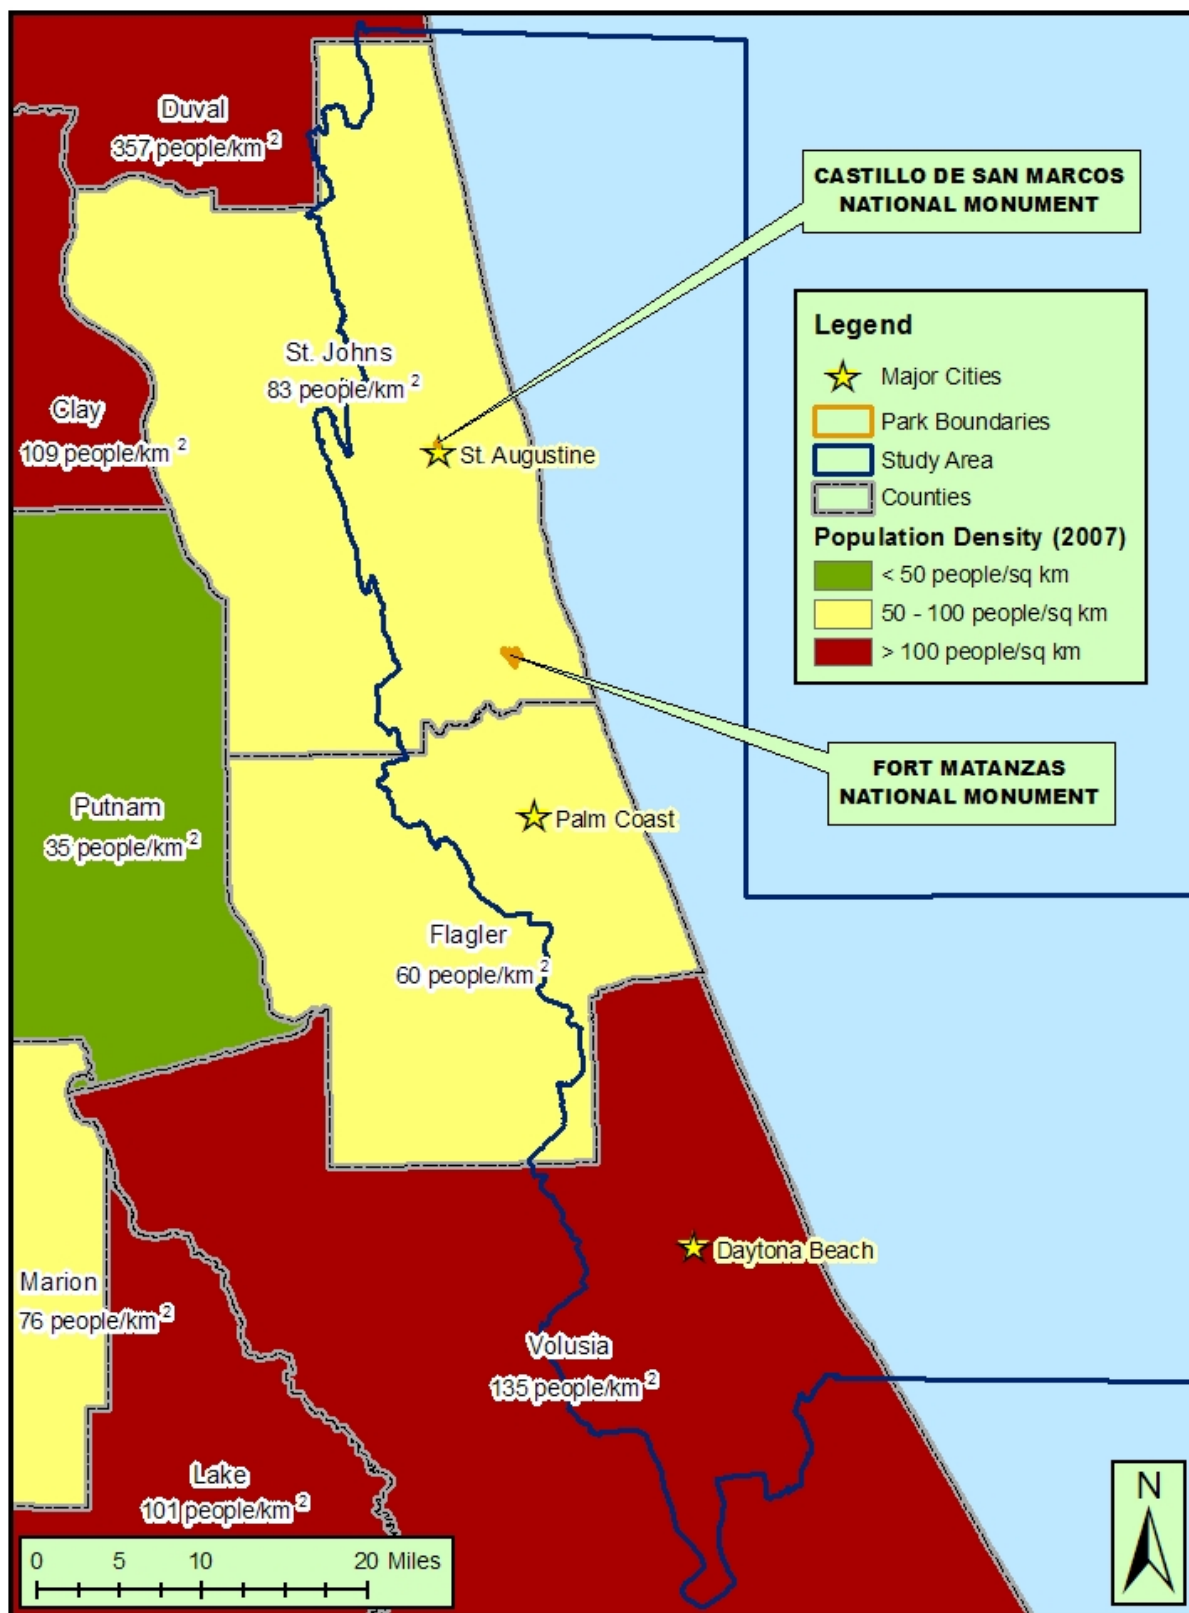 Duval
357 people/km 2
CASTILLO DE SAN MARCOS
NATIONAL MONUMENT
Legend
Major Cities
Park Boundaries
Study Area
Counties
Population Density (2007)
< 50 people/sq km
50 - 100 people/sq km
> 100 people/sq km
St. Johns
83 people/km 2
Clay
109 people/km 2
St. Augustine
FORT MATANZAS
NATIONAL MONUMENT
Putnam
35 people/km 2
Palm Coast
Flagler
60 people/km 2
Daytona Beach
Marion
76 people/km 2
Volusia
135 people/km 2
Lake
101 people/km 2
N
0 5 10 20 Miles